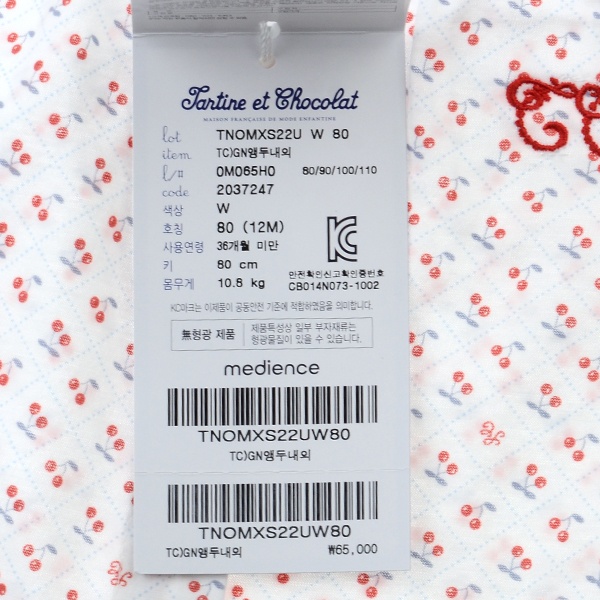 Tartine et Chocolat
MAISON FRANÇAISE DE MODE ENFANTINE
lot TNOMXS22U W 80
item TC)GN앵두내의
l/# 0M065H0 80/90/100/110
code 2037247
색상 W
호칭 80 (12M)
사용연령 36개월 미만
키 80 cm
몸무게 10.8 kg
안전확인신고확인증번호
CB014N073-1002
KC마크는 이제품이 공동안전 기준에 적합하였음을 의미합니다.
無형광 제품
제품특성상 일부 부자재류는
형광물질이 있을 수 있습니다.
medience
TNOMXS22UW80
TC)GN앵두내의
TNOMXS22UW80
TC)GN앵두내의 ₩65,000